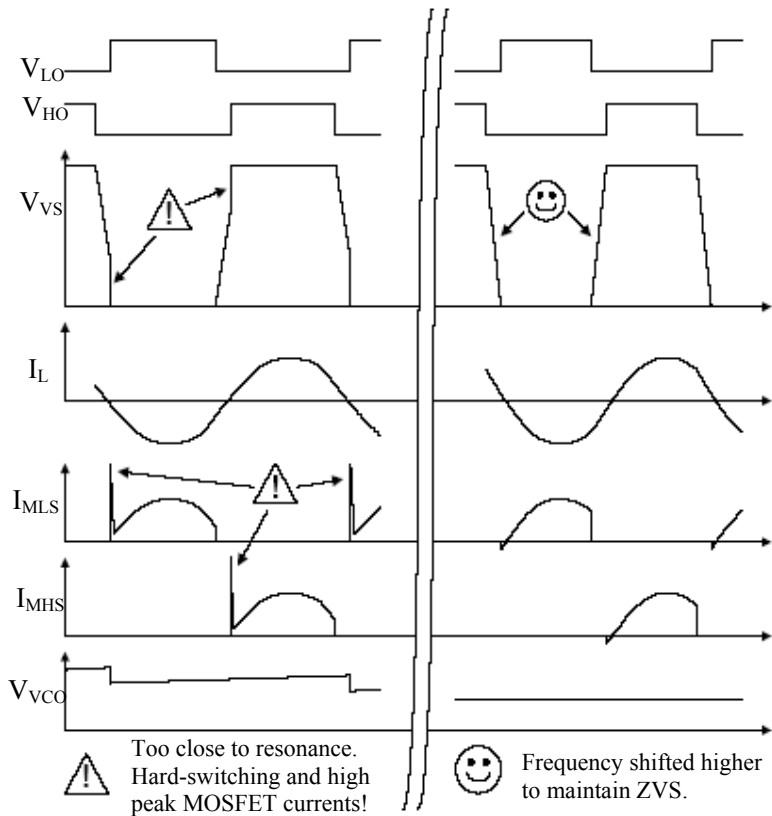 VLO
VHO
VVS
!
IL
IMLS
!
IMHS
VVCO
! Too close to resonance.
Hard-switching and high
peak MOSFET currents!
Frequency shifted higher
to maintain ZVS.